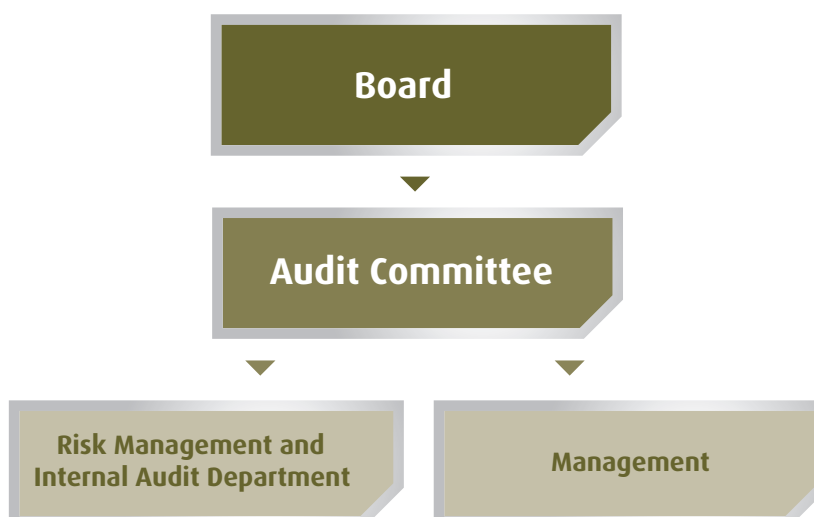 Board
Audit Committee
Risk Management and
Internal Audit Department
Management